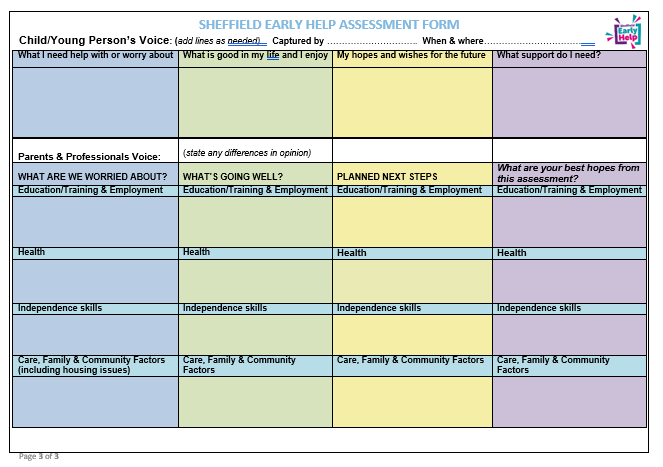 SHEFFIELD EARLY HELP ASSESSMENT FORM
Sheffield
Early
Help
Child/Young Person's Voice: (add lines as needed) Captured by .............................. When & where...............................
What I need help with or worry about
What is good in my life and I enjoy
My hopes and wishes for the future
What support do I need?
Parents & Professionals Voice:
(state any differences in opinion)
WHAT ARE WE WORRIED ABOUT?
WHAT'S GOING WELL?
PLANNED NEXT STEPS
What are your best hopes from
this assessment?
Education/Training & Employment
Education/Training & Employment
Education/Training & Employment
Education/Training & Employment
Health
Health
Health
Health
Independence skills
Independence skills
Independence skills
Independence skills
Care, Family & Community Factors
(including housing issues)
Care, Family & Community
Factors
Care, Family & Community Factors
Care, Family & Community
Factors
Page 3 of 3